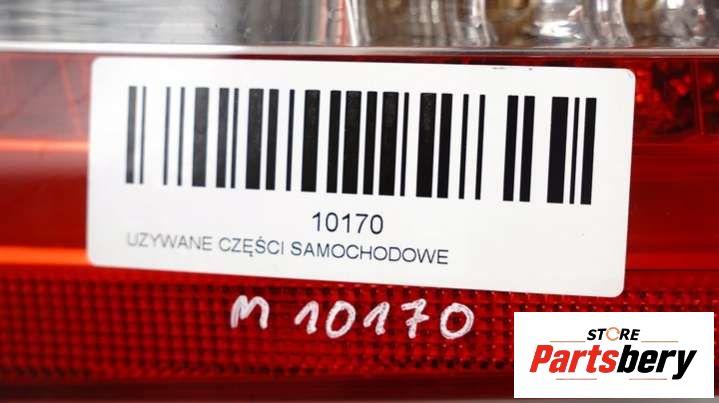 10170
UZYWANE CZĘŚCI SAMOCHODOWE
M 10170
STORE
Partsbery